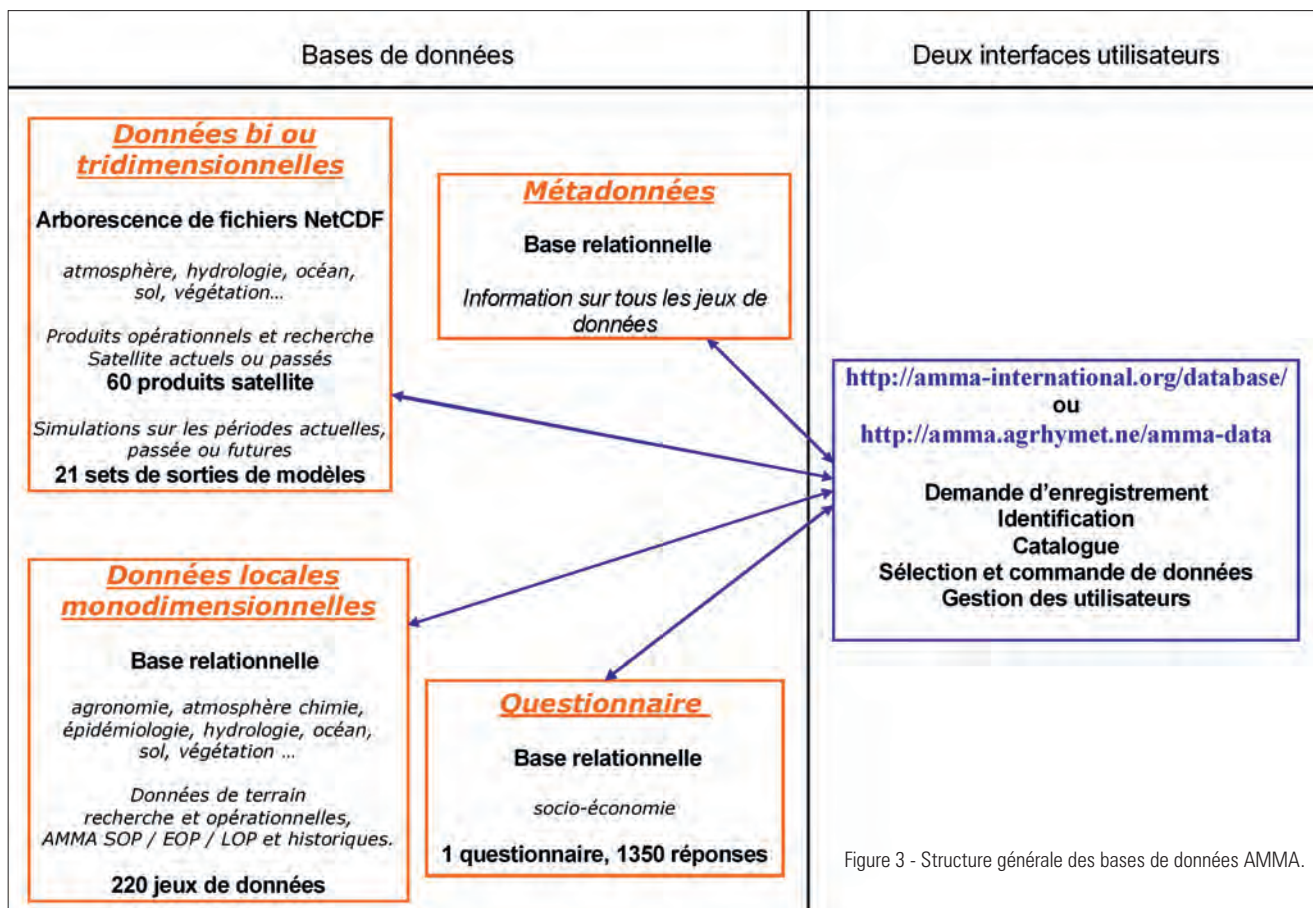 Bases de données
Deux interfaces utilisateurs
Données bi ou
tridimensionnelles
Arborescence de fichiers NetCDF
atmosphère, hydrologie, océan,
sol, végétation...
Produits opérationnels et recherche
Satellite actuels ou passés
60 produits satellite
Simulations sur les périodes actuelles,
passée ou futures
21 sets de sorties de modèles
Métadonnées
Base relationnelle
Information sur tous les jeux de
données
http://amma-international.org/database/
ou
http://amma.agrhymet.ne/amma-data
Demande d'enregistrement
Identification
Catalogue
Sélection et commande de données
Gestion des utilisateurs
Données locales
monodimensionnelles
Base relationnelle
agronomie, atmosphère chimie,
épidémiologie, hydrologie, océan,
sol, végétation ...
Données de terrain
recherche et opérationnelles,
AMMA SOP / EOP / LOP et historiques.
220 jeux de données
Questionnaire
Base relationnelle
socio-économie
1 questionnaire, 1350 réponses
Figure 3 - Structure générale des bases de données AMMA.